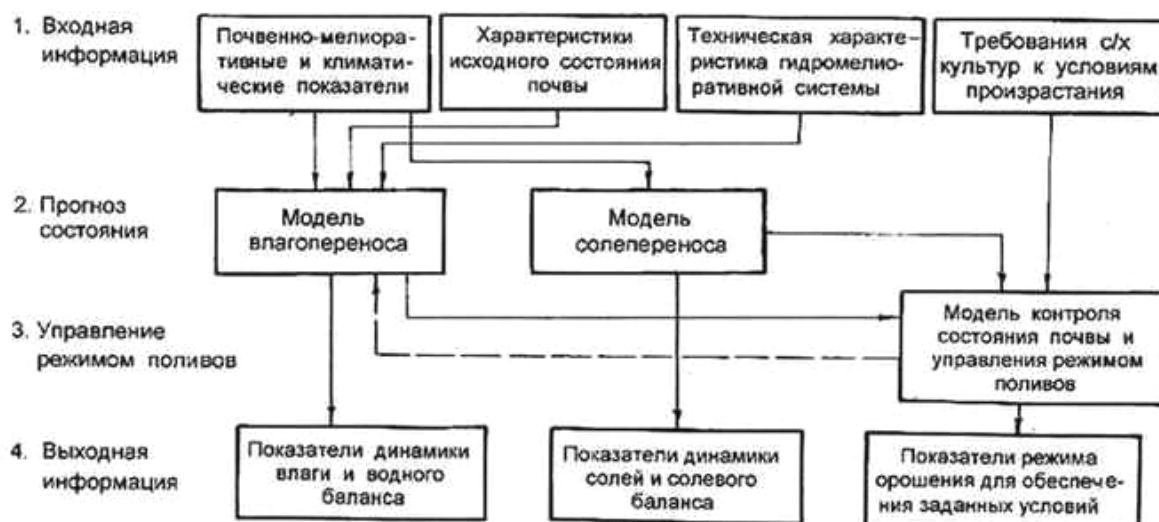 1. Входная
информация
Почвенно-мелиора-
тивные и климати-
ческие показатели
Характеристики
исходного состояния
почвы
Техническая характе-
ристика гидромелио-
ративной системы
Требования с/х
культур к условиям
произрастания
2. Прогноз
состояния
Модель
влагопереноса
Модель
солепереноса
3. Управление
режимом поливов
Модель контроля
состояния почвы и
управления режимом
поливов
4. Выходная
информация
Показатели динамики
влаги и водного
баланса
Показатели динамики
солей и солевого
баланса
Показатели режима
орошения для обеспече-
ния заданных условий